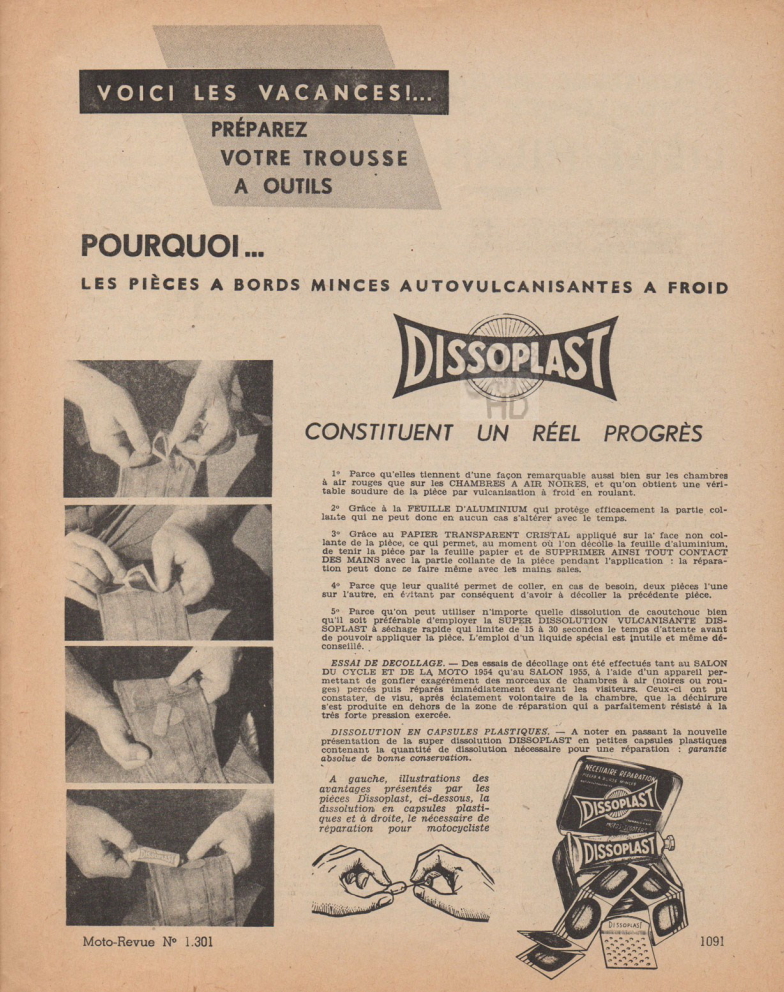 VOICI LES VACANCES!...
PRÉPAREZ
VOTRE TROUSSE
A OUTILS
POURQUOI...
LES PIÈCES A BORDS MINCES AUTOVULCANISANTES A FROID
DISSOPLAST
HD
CONSTITUENT UN RÉEL PROGRÈS
1° Parce qu'elles tiennent d'une façon remarquable aussi bien sur les chambres
à air rouges que sur les CHAMBRES A AIR NOIRES, et qu'on obtient une véri-
table soudure de la pièce par vulcanisation à froid en roulant.
2° Grâce à la FEUILLE D'ALUMINIUM qui protège efficacement la partie col-
lante qui ne peut donc en aucun cas s'altérer avec le temps.
3° Grâce au PAPIER TRANSPARENT CRISTAL appliqué sur la face non col-
lante de la pièce, ce qui permet, au moment où l'on décolle la feuille d'aluminium,
de tenir la pièce par la feuille papier et de SUPPRIMER AINSI TOUT CONTACT
DES MAINS avec la partie collante de la pièce pendant l'application : la répara-
tion peut donc se faire même avec les mains sales.
4° Parce que leur qualité permet de coller, en cas de besoin, deux pièces l'une
sur l'autre, en évitant par conséquent d'avoir à décoller la précédente pièce.
5° Parce qu'on peut utiliser n'importe quelle dissolution de caoutchouc bien
qu'il soit préférable d'employer la SUPER DISSOLUTION VULCANISANTE DIS-
SOPLAST à séchage rapide qui limite de 15 à 30 secondes le temps d'attente avant
de pouvoir appliquer la pièce. L'emploi d'un liquide spécial est inutile et même dé-
conseillé.
ESSAI DE DECOLLAGE. — Des essais de décollage ont été effectués tant au SALON
DU CYCLE ET DE LA MOTO 1954 qu'au SALON 1955, à l'aide d'un appareil per-
mettant de gonfler exagérément des morceaux de chambres à air (noires ou rou-
ges) percés puis réparés immédiatement devant les visiteurs. Ceux-ci ont pu
constater, de visu, après éclatement volontaire de la chambre, que la déchirure
s'est produite en dehors de la zone de réparation qui a parfaitement résisté à la
très forte pression exercée.
DISSOLUTION EN CAPSULES PLASTIQUES. — A noter en passant la nouvelle
présentation de la super dissolution DISSOPLAST en petites capsules plastiques
contenant la quantité de dissolution nécessaire pour une réparation : garantie
absolue de bonne conservation.
A gauche, illustrations des
avantages présentés par les
pièces Dissoplast, ci-dessous, la
dissolution en capsules plasti-
ques et à droite, le nécessaire de
réparation pour motocycliste
NÉCESSAIRE RÉPARATION
DISSOPLAST
DISSOPLAST
DISSOPLAST
Moto-Revue N° 1.301
1091